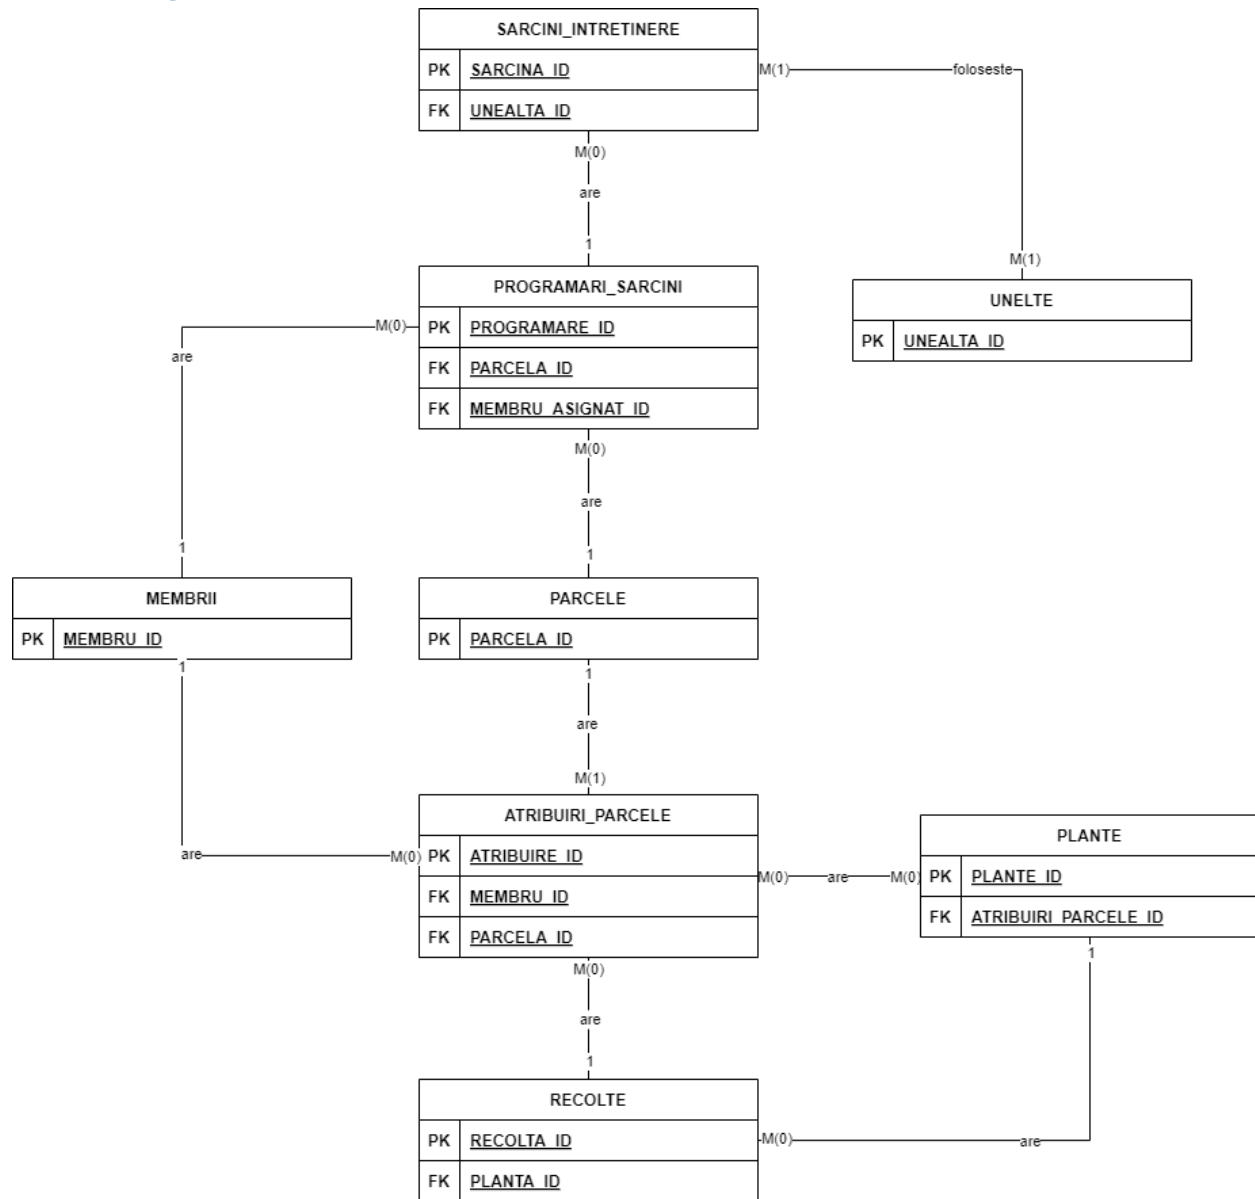 SARCINI_INTRETINERE
PK SARCINA_ID
FK UNEALTA_ID
M(1) foloseste
M(0)
are
1
M(1)
PROGRAMARI_SARCINI
PK PROGRAMARE_ID
FK PARCELA_ID
FK MEMBRU_ASIGNAT_ID
UNELTE
PK UNEALTA_ID
M(0)
are
1
M(0)
are
1
MEMBRII
PK MEMBRU_ID
PARCELE
PK PARCELA_ID
1
are
M(0)
1
are
M(1)
ATRIBUIRI_PARCELE
PK ATRIBUIRE_ID
FK MEMBRU_ID
FK PARCELA_ID
M(0) are M(0)
PLANTE
PK PLANTE_ID
FK ATRIBUIRI_PARCELE_ID
M(0)
are
1
1
RECOLTE
PK RECOLTA_ID
FK PLANTA_ID
M(0) are